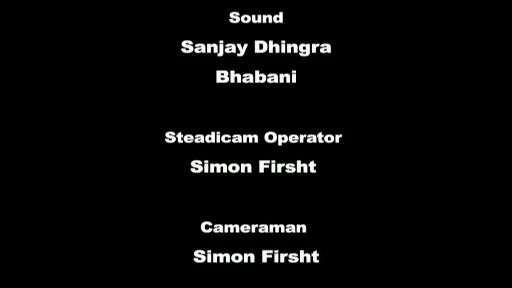 Sound
Sanjay Dhingra
Bhabani
Steadicam Operator
Simon Firsht
Cameraman
Simon Firsht